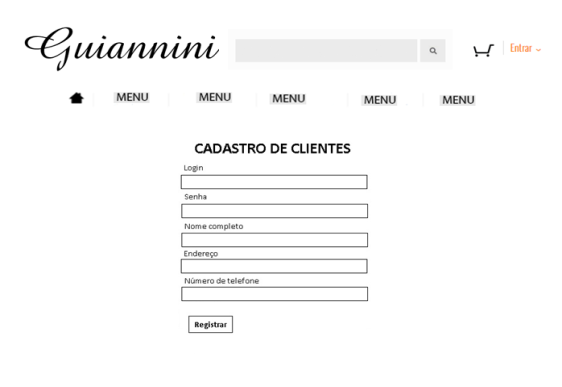 Guiannini
Entrar
MENU MENU MENU MENU MENU
CADASTRO DE CLIENTES
Login
Senha
Nome completo
Endereço
Número de telefone
Registrar